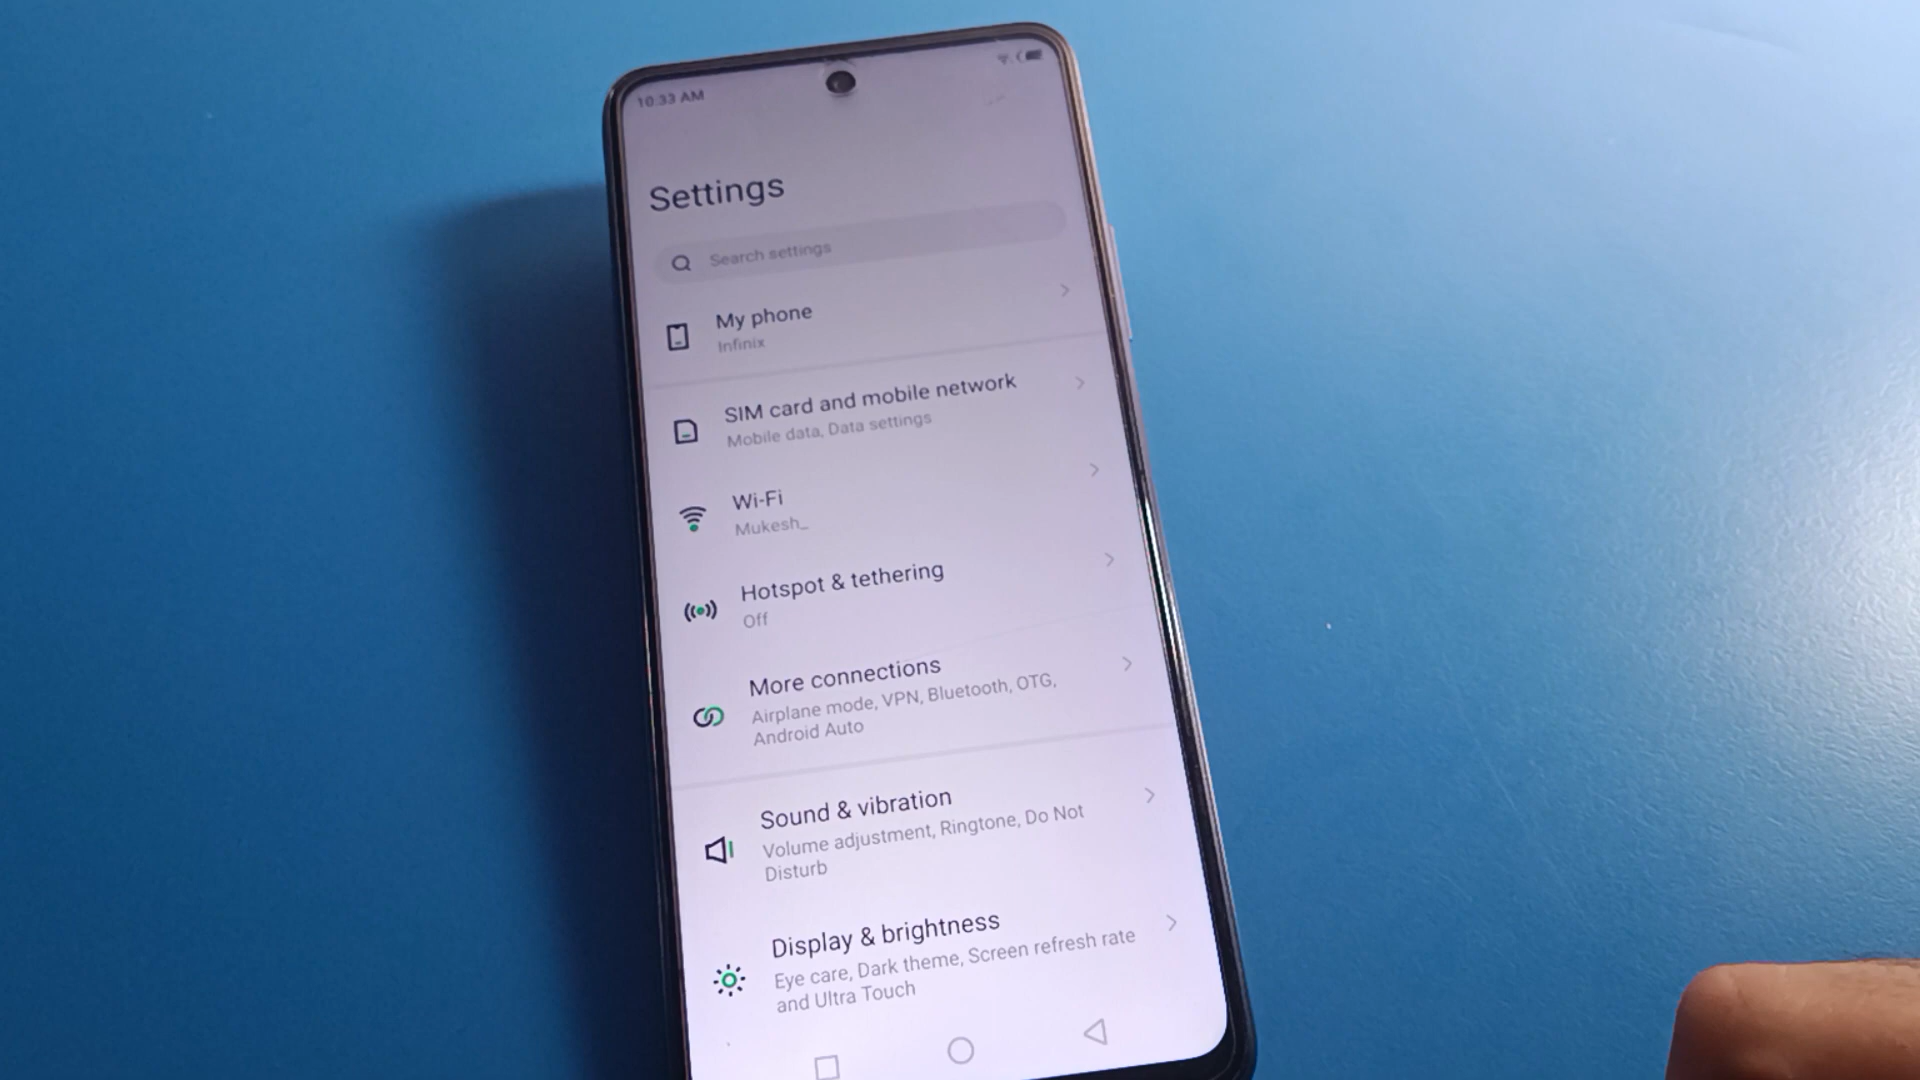 10.33 AM
Settings
Search settings
My phone
Infinix
SIM card and mobile network
Mobile data, Data settings
Wi-Fi
Mukesh_
Hotspot & tethering
Off
More connections
Airplane mode, VPN, Bluetooth, OTG,
Android Auto
Sound & vibration
Volume adjustment, Ringtone, Do Not
Disturb
Display & brightness
Eye care, Dark theme, Screen refresh rate
and Ultra Touch